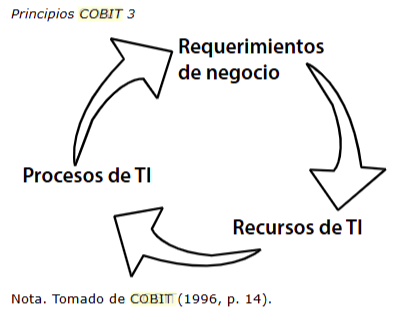 Principios COBIT 3
Requerimientos
de negocio
Procesos de TI
Recursos de TI
Nota. Tomado de COBIT (1996, p. 14).